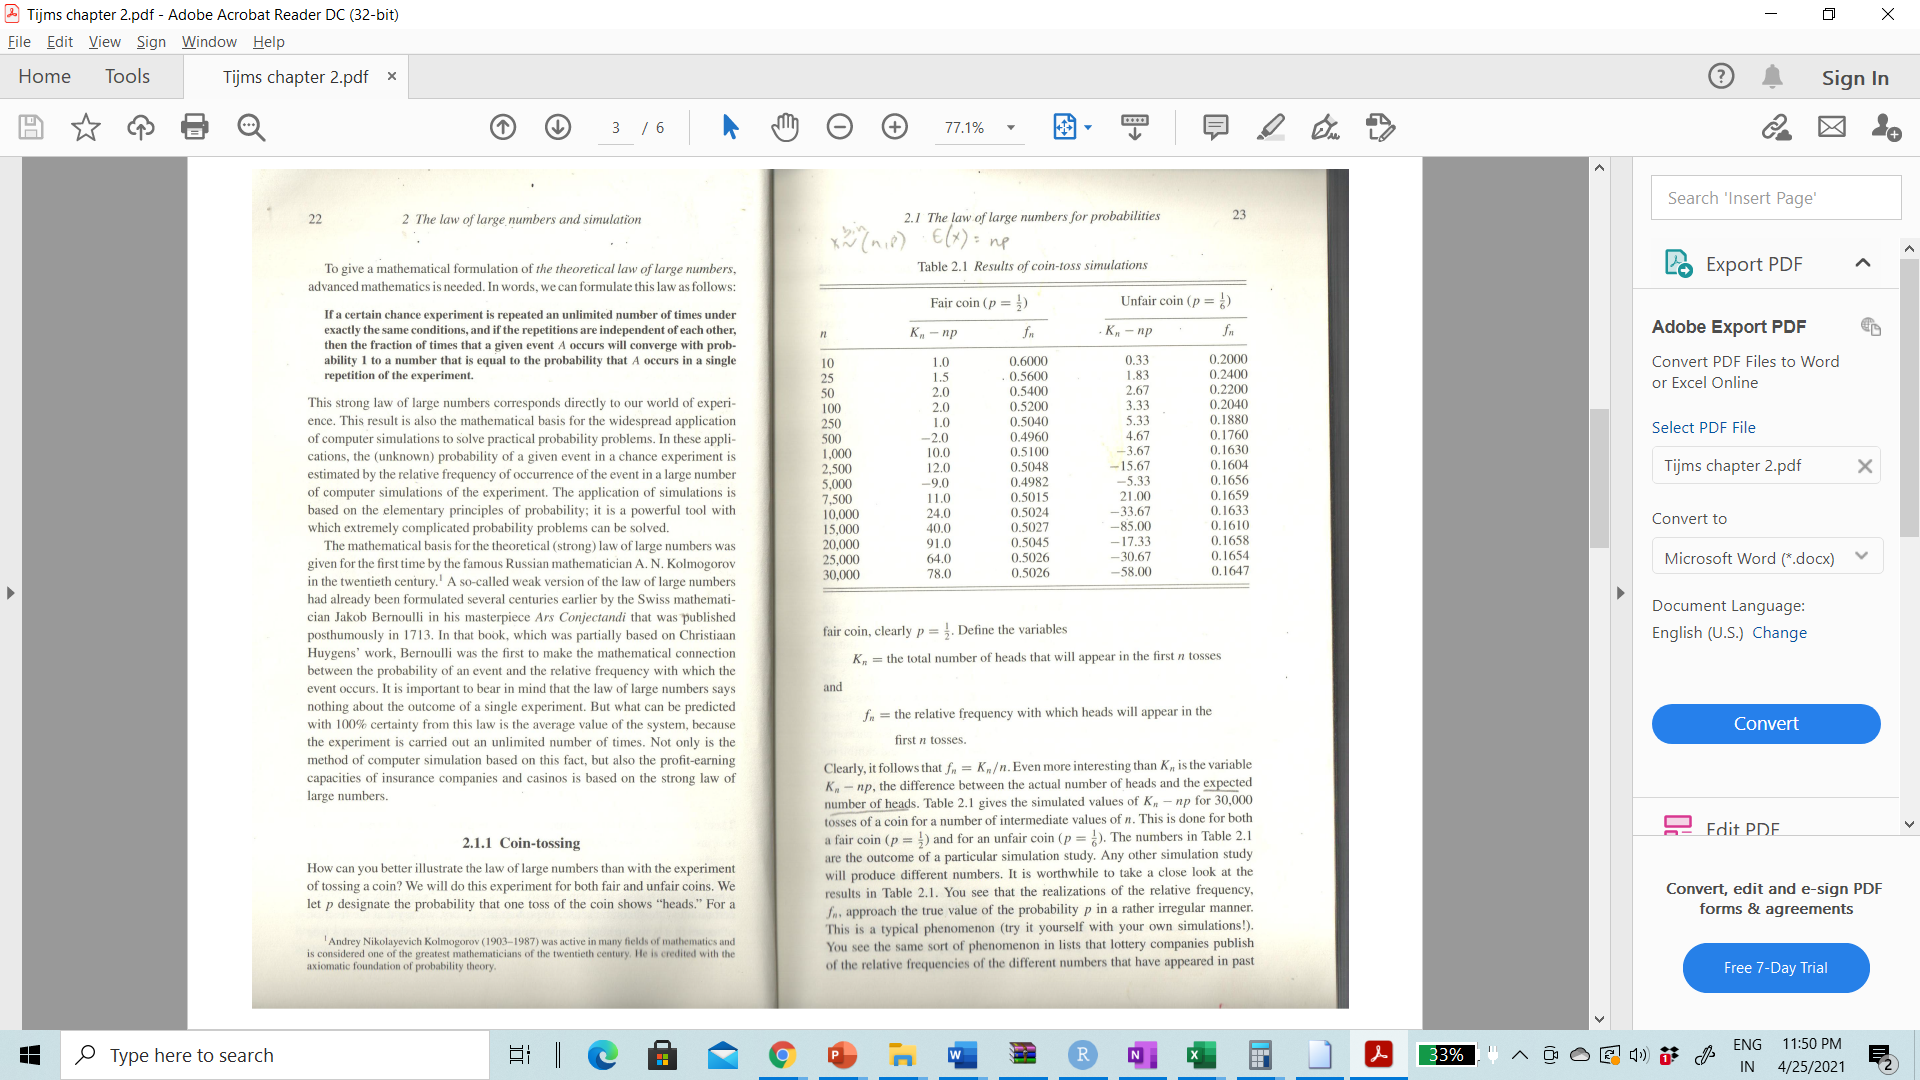 Tijms chapter 2.pdf - Adobe Acrobat Reader DC (32-bit)
File Edit View Sign Window Help
Home Tools Tijms chapter 2.pdf × Sign In
3 / 6 77.1%
22 2 The law of large numbers and simulation
To give a mathematical formulation of the theoretical law of large numbers,
advanced mathematics is needed. In words, we can formulate this law as follows:
If a certain chance experiment is repeated an unlimited number of times under
exactly the same conditions, and if the repetitions are independent of each other,
then the fraction of times that a given event A occurs will converge with prob-
ability 1 to a number that is equal to the probability that A occurs in a single
repetition of the experiment.
This strong law of large numbers corresponds directly to our world of experi-
ence. This result is also the mathematical basis for the widespread application
of computer simulations to solve practical probability problems. In these appli-
cations, the (unknown) probability of a given event in a chance experiment is
estimated by the relative frequency of occurrence of the event in a large number
of computer simulations of the experiment. The application of simulations is
based on the elementary principles of probability; it is a powerful tool with
which extremely complicated probability problems can be solved.
The mathematical basis for the theoretical (strong) law of large numbers was
given for the first time by the famous Russian mathematician A. N. Kolmogorov
in the twentieth century.¹ A so-called weak version of the law of large numbers
had already been formulated several centuries earlier by the Swiss mathemati-
cian Jakob Bernoulli in his masterpiece Ars Conjectandi that was published
posthumously in 1713. In that book, which was partially based on Christiaan
Huygens' work, Bernoulli was the first to make the mathematical connection
between the probability of an event and the relative frequency with which the
event occurs. It is important to bear in mind that the law of large numbers says
nothing about the outcome of a single experiment. But what can be predicted
with 100% certainty from this law is the average value of the system, because
the experiment is carried out an unlimited number of times. Not only is the
method of computer simulation based on this fact, but also the profit-earning
capacities of insurance companies and casinos is based on the strong law of
large numbers.
2.1.1 Coin-tossing
How can you better illustrate the law of large numbers than with the experiment
of tossing a coin? We will do this experiment for both fair and unfair coins. We
let p designate the probability that one toss of the coin shows “heads.” For a
¹ Andrey Nikolayevich Kolmogorov (1903–1987) was active in many fields of mathematics and
is considered one of the greatest mathematicians of the twentieth century. He is credited with the
axiomatic foundation of probability theory.
2.1 The law of large numbers for probabilities 23
bin
x ~ (n,p) E(x) = np
Table 2.1 Results of coin-toss simulations
Fair coin (p = 1/2) Unfair coin (p = 1/6)
n Kₙ − np fₙ Kₙ − np fₙ
10 1.0 0.6000 0.33 0.2000
25 1.5 0.5600 1.83 0.2400
50 2.0 0.5400 2.67 0.2200
100 2.0 0.5200 3.33 0.2040
250 1.0 0.5040 5.33 0.1880
500 −2.0 0.4960 4.67 0.1760
1,000 10.0 0.5100 −3.67 0.1630
2,500 12.0 0.5048 −15.67 0.1604
5,000 −9.0 0.4982 −5.33 0.1656
7,500 11.0 0.5015 21.00 0.1659
10,000 24.0 0.5024 −33.67 0.1633
15,000 40.0 0.5027 −85.00 0.1610
20,000 91.0 0.5045 −17.33 0.1658
25,000 64.0 0.5026 −30.67 0.1654
30,000 78.0 0.5026 −58.00 0.1647
fair coin, clearly p = 1/2. Define the variables
Kₙ = the total number of heads that will appear in the first n tosses
and
fₙ = the relative frequency with which heads will appear in the
first n tosses.
Clearly, it follows that fₙ = Kₙ/n. Even more interesting than Kₙ is the variable
Kₙ − np, the difference between the actual number of heads and the expected
number of heads. Table 2.1 gives the simulated values of Kₙ − np for 30,000
tosses of a coin for a number of intermediate values of n. This is done for both
a fair coin (p = 1/2) and for an unfair coin (p = 1/6). The numbers in Table 2.1
are the outcome of a particular simulation study. Any other simulation study
will produce different numbers. It is worthwhile to take a close look at the
results in Table 2.1. You see that the realizations of the relative frequency,
fₙ, approach the true value of the probability p in a rather irregular manner.
This is a typical phenomenon (try it yourself with your own simulations!).
You see the same sort of phenomenon in lists that lottery companies publish
of the relative frequencies of the different numbers that have appeared in past
Search 'Insert Page'
Export PDF
Adobe Export PDF
Convert PDF Files to Word
or Excel Online
Select PDF File
Tijms chapter 2.pdf
Convert to
Microsoft Word (*.docx)
Document Language:
English (U.S.) Change
Convert
Edit PDF
Convert, edit and e-sign PDF
forms & agreements
Free 7-Day Trial
Type here to search
33%
ENG
IN
11:50 PM
4/25/2021
2